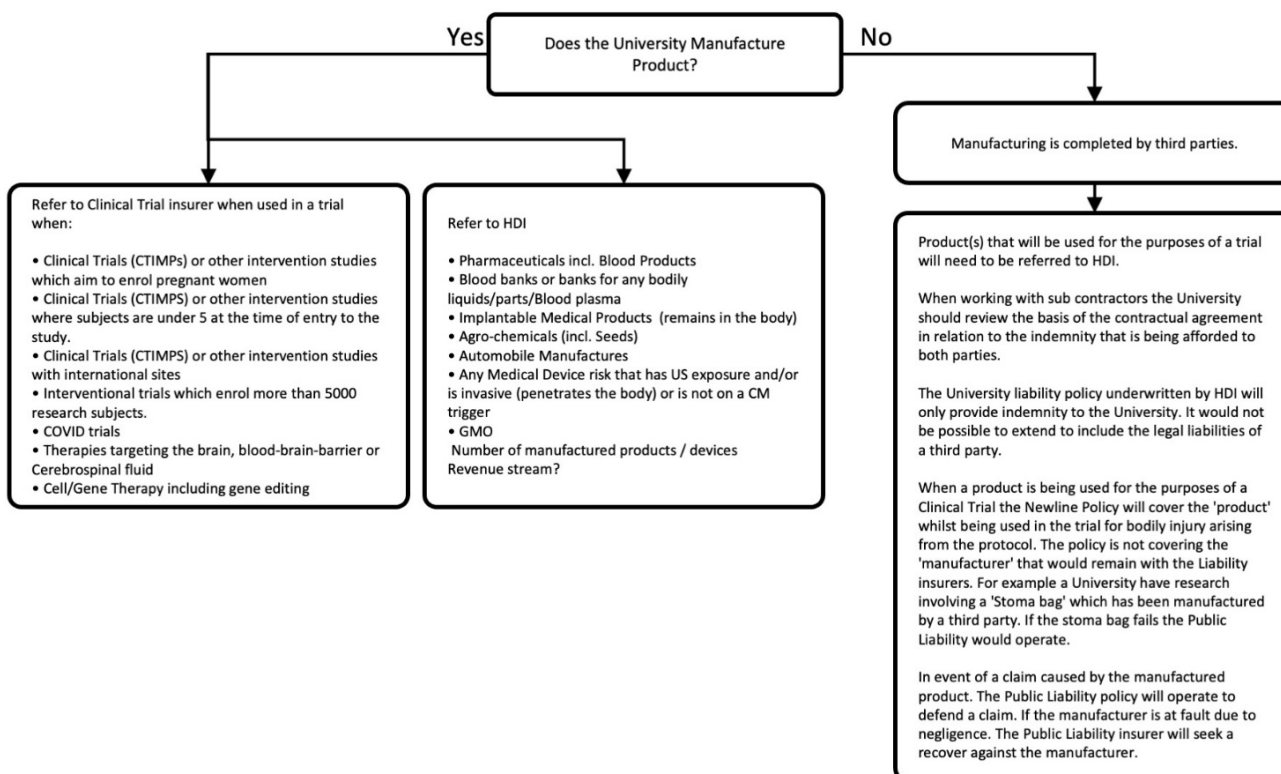 Yes
Does the University Manufacture
Product?
No
Manufacturing is completed by third parties.
Refer to Clinical Trial insurer when used in a trial
when:
• Clinical Trials (CTIMPs) or other intervention studies
which aim to enrol pregnant women
• Clinical Trials (CTIMPS) or other intervention studies
where subjects are under 5 at the time of entry to the
study.
• Clinical Trials (CTIMPS) or other intervention studies
with international sites
• Interventional trials which enrol more than 5000
research subjects.
• COVID trials
• Therapies targeting the brain, blood-brain-barrier or
Cerebrospinal fluid
• Cell/Gene Therapy including gene editing
Refer to HDI
• Pharmaceuticals incl. Blood Products
• Blood banks or banks for any bodily
liquids/parts/Blood plasma
• Implantable Medical Products  (remains in the body)
• Agro-chemicals (incl. Seeds)
• Automobile Manufactures
• Any Medical Device risk that has US exposure and/or
is invasive (penetrates the body) or is not on a CM
trigger
• GMO
Number of manufactured products / devices
Revenue stream?
Product(s) that will be used for the purposes of a trial
will need to be referred to HDI.
When working with sub contractors the University
should review the basis of the contractual agreement
in relation to the indemnity that is being afforded to
both parties.
The University liability policy underwritten by HDI will
only provide indemnity to the University. It would not
be possible to extend to include the legal liabilities of
a third party.
When a product is being used for the purposes of a
Clinical Trial the Newline Policy will cover the 'product'
whilst being used in the trial for bodily injury arising
from the protocol. The policy is not covering the
'manufacturer' that would remain with the Liability
insurers. For example a University have research
involving a 'Stoma bag' which has been manufactured
by a third party. If the stoma bag fails the Public
Liability would operate.
In event of a claim caused by the manufactured
product. The Public Liability policy will operate to
defend a claim. If the manufacturer is at fault due to
negligence. The Public Liability insurer will seek a
recover against the manufacturer.